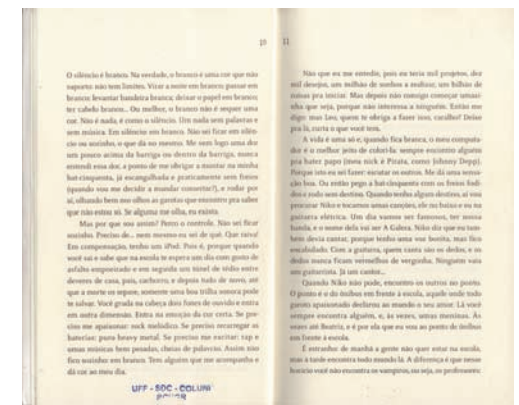 10
O silêncio é branco. Na verdade, o branco é uma cor que não
suporto: não tem limites. Virar a noite em branco; passar em
branco; levantar bandeira branca; deixar o papel em branco;
ter cabelo branco... Ou melhor, o branco não é sequer uma
cor. Não é nada, é como o silêncio. Um nada sem palavras e
sem música. Em silêncio: em branco. Não sei ficar em silên-
cio ou sozinho, o que dá no mesmo. Me vem logo uma dor
um pouco acima da barriga ou dentro da barriga, nunca
entendi essa dor, a ponto de me obrigar a montar na minha
bat-cinquenta, já escangalhada e praticamente sem freios
(quando vou me decidir a mandar consertar?), e rodar por
aí, olhando bem nos olhos as garotas que encontro pra saber
que não estou só. Se alguma me olha, eu existo.
Mas por que sou assim? Perco o controle. Não sei ficar
sozinho. Preciso de... nem mesmo eu sei de quê. Que raiva!
Em compensação, tenho um iPod. Pois é, porque quando
você sai e sabe que na escola te espera um dia com gosto de
asfalto empoeirado e em seguida um túnel de tédio entre
deveres de casa, pais, cachorro, e depois tudo de novo, até
que a morte os separe, somente uma boa trilha sonora pode
te salvar. Você gruda na cabeça dois fones de ouvido e entra
em outra dimensão. Entra na emoção da cor certa. Se pre-
ciso me apaixonar: rock melódico. Se preciso recarregar as
baterias: puro heavy metal. Se preciso me excitar: rap e
umas músicas bem pesadas, cheias de palavrão. Assim não
fico sozinho: em branco. Tem alguém que me acompanha e
dá cor ao meu dia.
UFF - SDC - COLUNI
11
Não que eu me entedie, pois eu teria mil projetos, dez
mil desejos, um milhão de sonhos a realizar, um bilhão de
coisas pra iniciar. Mas depois não consigo começar umazi-
nha que seja, porque não interessa a ninguém. Então me
digo: mas Leo, quem te obriga a fazer isso, caralho? Deixe
pra lá, curta o que você tem.
A vida é uma só e, quando fica branca, o meu computa-
dor é o melhor jeito de colori-la: sempre encontro alguém
pra bater papo (meu nick é Pirata, como Johnny Depp).
Porque isto eu sei fazer: escutar os outros. Me dá uma sensa-
ção boa. Ou então pego a bat-cinquenta com os freios fodi-
dos e rodo sem destino. Quando tenho algum destino, aí vou
procurar Niko e tocamos umas canções, ele no baixo e eu na
guitarra elétrica. Um dia vamos ser famosos, ter nossa
banda, e o nome dela vai ser A Galera. Niko diz que eu tam-
bém devia cantar, porque tenho uma voz bonita, mas fico
encabulado. Com a guitarra, quem canta são os dedos, e os
dedos nunca ficam vermelhos de vergonha. Ninguém vaia
um guitarrista. Já um cantor...
Quando Niko não pode, encontro os outros no ponto.
O ponto é o do ônibus em frente à escola, aquele onde todo
garoto apaixonado declarou ao mundo o seu amor. Lá você
sempre encontra alguém, e, às vezes, umas meninas. Às
vezes até Beatriz, e é por ela que eu vou ao ponto de ônibus
em frente à escola.
É estranho: de manhã a gente não quer estar na escola,
mas à tarde encontra todo mundo lá. A diferença é que nesse
horário você não encontra os vampiros, ou seja, os professores: